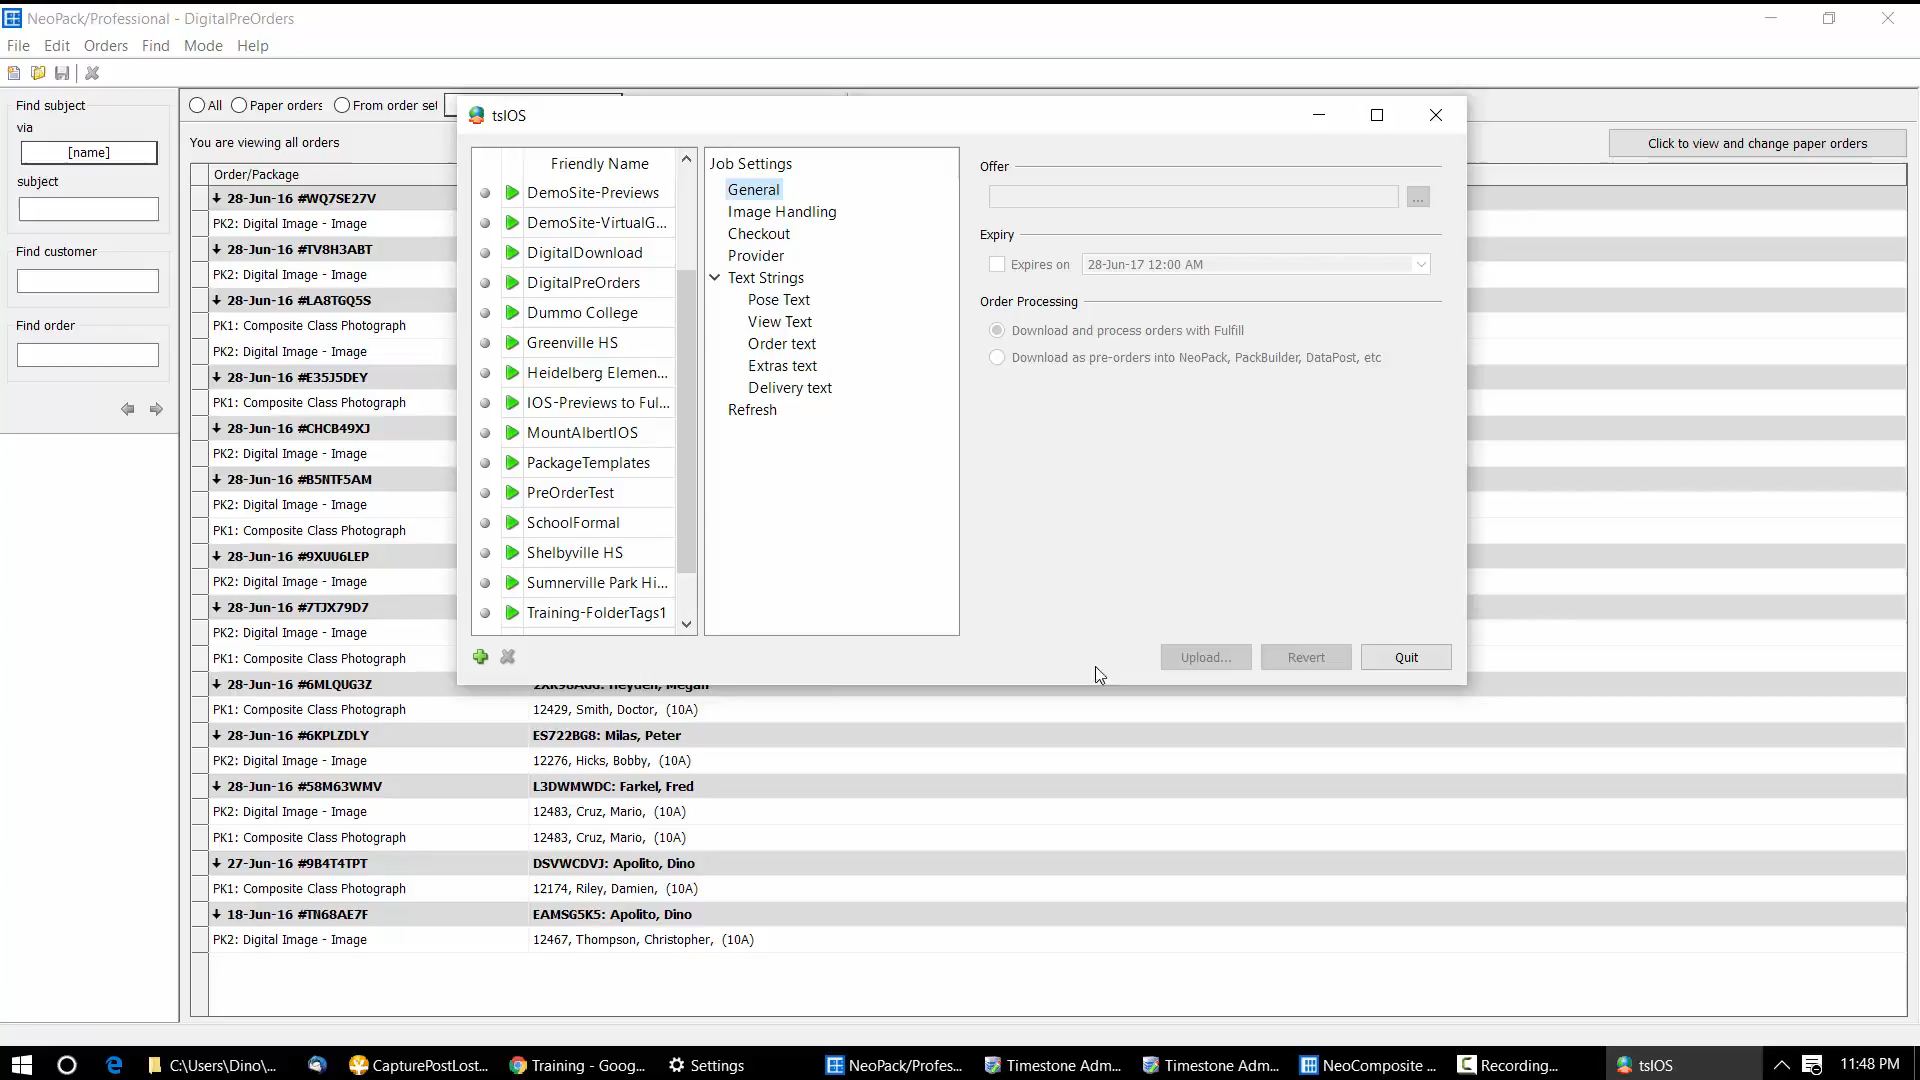 NeoPack/Professional - DigitalPreOrders
File Edit Orders Find Mode Help
Find subject
via
[name]
subject
Find customer
Find order
All Paper orders From order set
You are viewing all orders
Click to view and change paper orders
Order/Package
28-Jun-16 #WQ7SE27V
PK2: Digital Image - Image
28-Jun-16 #TV8H3ABT
PK2: Digital Image - Image
28-Jun-16 #LA8TGQ5S
PK1: Composite Class Photograph
PK2: Digital Image - Image
28-Jun-16 #E35J5DEY
PK1: Composite Class Photograph
28-Jun-16 #CHCB49XJ
PK2: Digital Image - Image
28-Jun-16 #B5NTF5AM
PK2: Digital Image - Image
PK1: Composite Class Photograph
28-Jun-16 #9XUU6LEP
PK2: Digital Image - Image
28-Jun-16 #7TJX79D7
PK2: Digital Image - Image
PK1: Composite Class Photograph
28-Jun-16 #6MLQUG3Z Heyden, Megan
PK1: Composite Class Photograph 12429, Smith, Doctor, (10A)
28-Jun-16 #6KPLZDLY ES722BG8: Milas, Peter
PK2: Digital Image - Image 12276, Hicks, Bobby, (10A)
28-Jun-16 #58M63WMV L3DWMWDC: Farkel, Fred
PK2: Digital Image - Image 12483, Cruz, Mario, (10A)
PK1: Composite Class Photograph 12483, Cruz, Mario, (10A)
27-Jun-16 #9B4T4TPT DSVWCDVJ: Apolito, Dino
PK1: Composite Class Photograph 12174, Riley, Damien, (10A)
18-Jun-16 #TN68AE7F EAMSG5K5: Apolito, Dino
PK2: Digital Image - Image 12467, Thompson, Christopher, (10A)
tsIOS
Friendly Name
DemoSite-Previews
DemoSite-VirtualG...
DigitalDownload
DigitalPreOrders
Dummo College
Greenville HS
Heidelberg Elemen...
IOS-Previews to Ful...
MountAlbertIOS
PackageTemplates
PreOrderTest
SchoolFormal
Shelbyville HS
Sumnerville Park Hi...
Training-FolderTags1
Job Settings
General
Image Handling
Checkout
Provider
Text Strings
Pose Text
View Text
Order text
Extras text
Delivery text
Refresh
Offer
...
Expiry
Expires on 28-Jun-17 12:00 AM
Order Processing
Download and process orders with Fulfill
Download as pre-orders into NeoPack, PackBuilder, DataPost, etc
Upload... Revert Quit
C:\Users\Dino\... CapturePostLost... Training - Goog... Settings NeoPack/Profes... Timestone Adm... Timestone Adm... NeoComposite ... Recording... tsIOS 11:48 PM